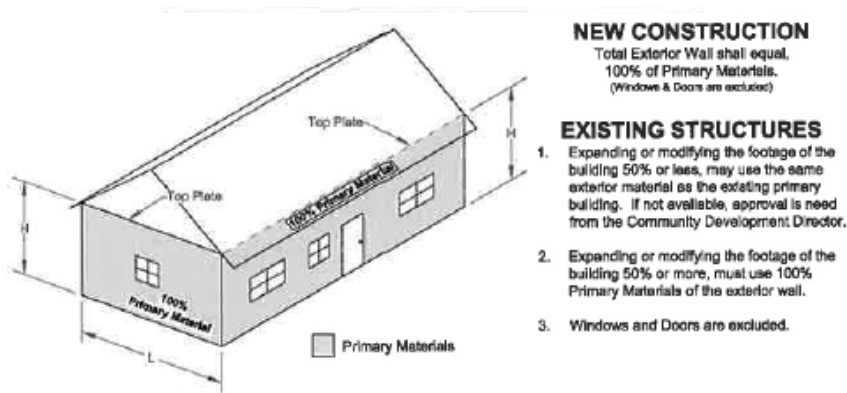 NEW CONSTRUCTION
Total Exterior Wall shall equal,
100% of Primary Materials.
(Windows & Doors are excluded)
EXISTING STRUCTURES
1. Expanding or modifying the footage of the
building 50% or less, may use the same
exterior material as the existing primary
building. If not available, approval is need
from the Community Development Director.
2. Expanding or modifying the footage of the
building 50% or more, must use 100%
Primary Materials of the exterior wall.
3. Windows and Doors are excluded.
Top Plate
H
100% Primary Material
Top Plate
H
100%
Primary Material
L
Primary Materials